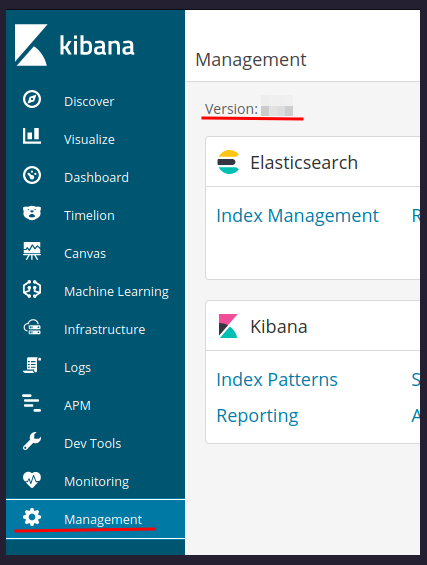 kibana
Discover
Visualize
Dashboard
Timelion
Canvas
Machine Learning
Infrastructure
Logs
APM
Dev Tools
Monitoring
Management
Management
Version:
Elasticsearch
Index Management R
Kibana
Index Patterns S
Reporting A